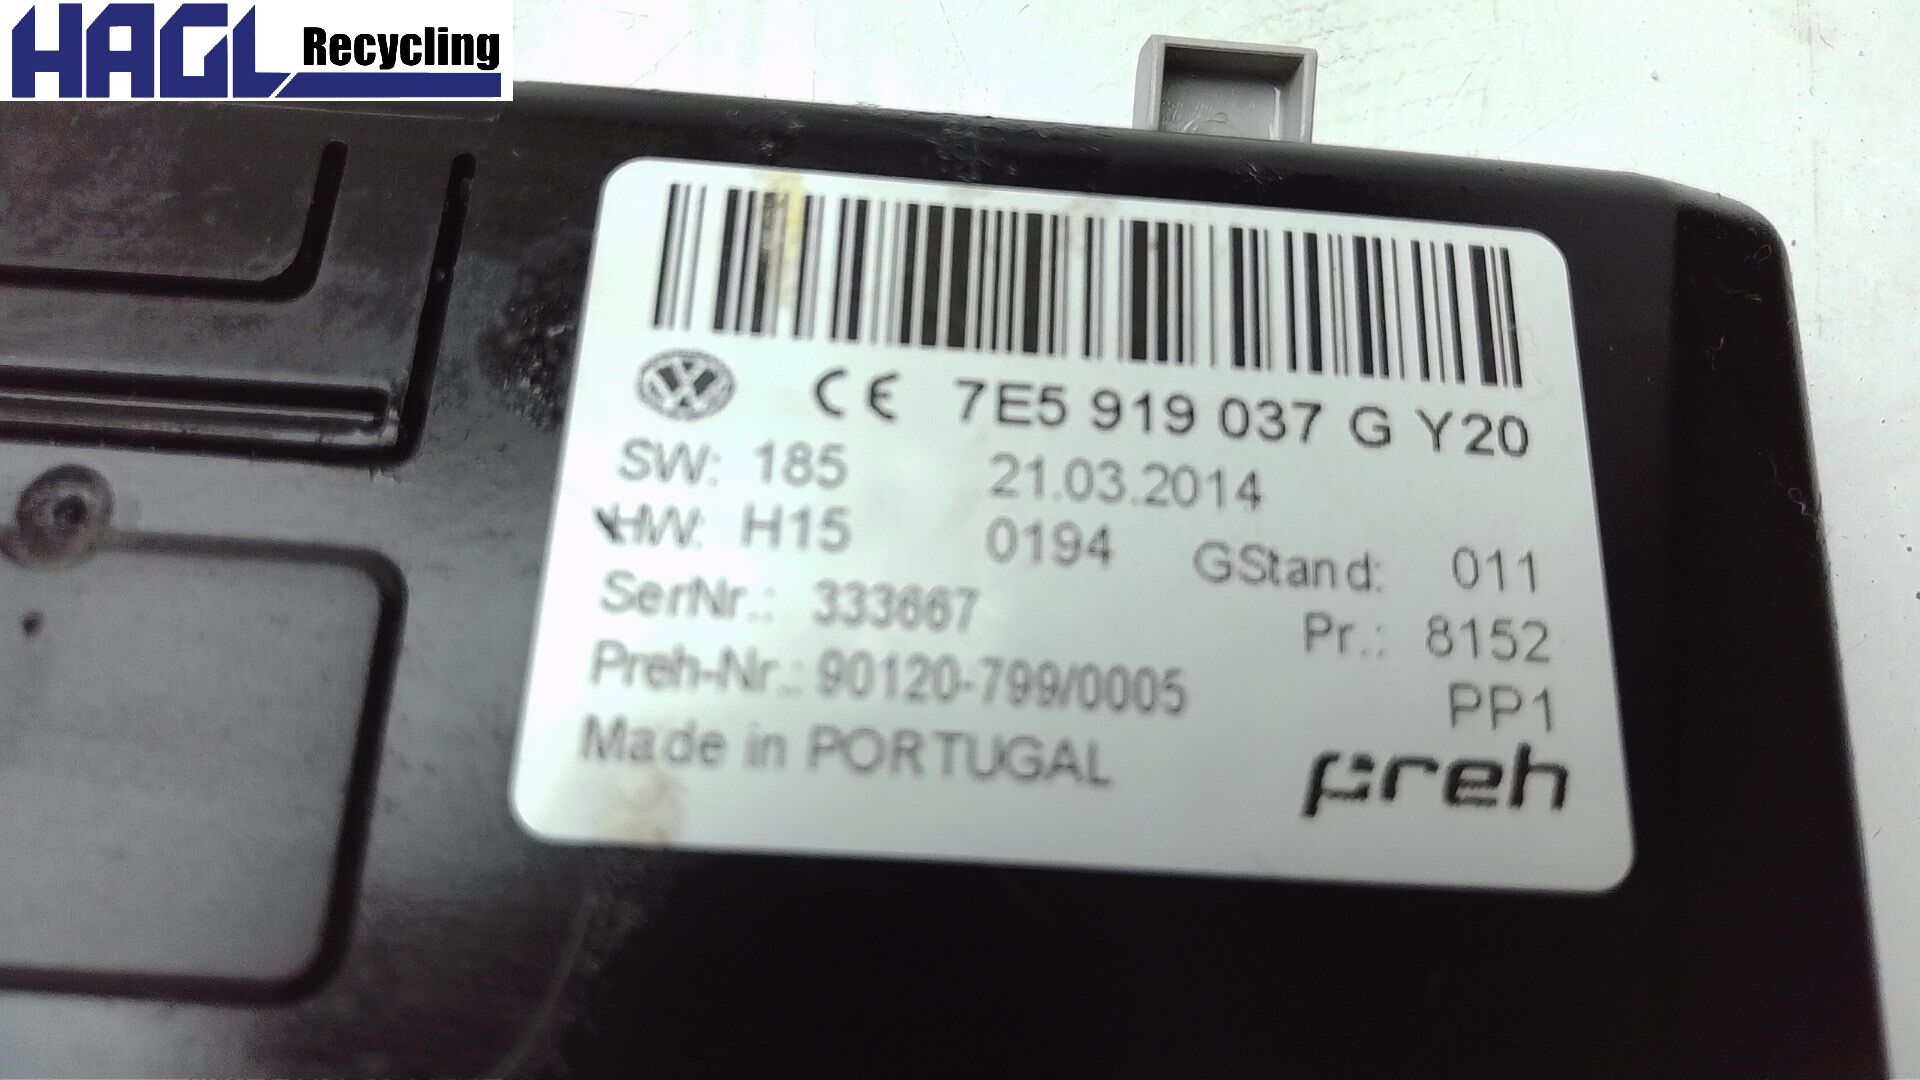 HAGL Recycling
CE 7E5 919 037 G Y20
SW: 185 21.03.2014
HW: H15 0194 GStand: 011
SerNr.: 333667 Pr.: 8152
Preh-Nr.: 90120-799/0005 PP1
Made in PORTUGAL preh